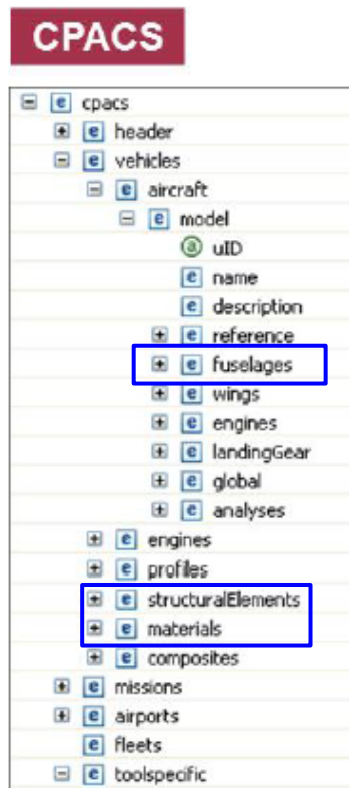 CPACS
cpacs
header
vehicles
aircraft
model
uID
name
description
reference
fuselages
wings
engines
landingGear
global
analyses
engines
profiles
structuralElements
materials
composites
missions
airports
fleets
toolspecific